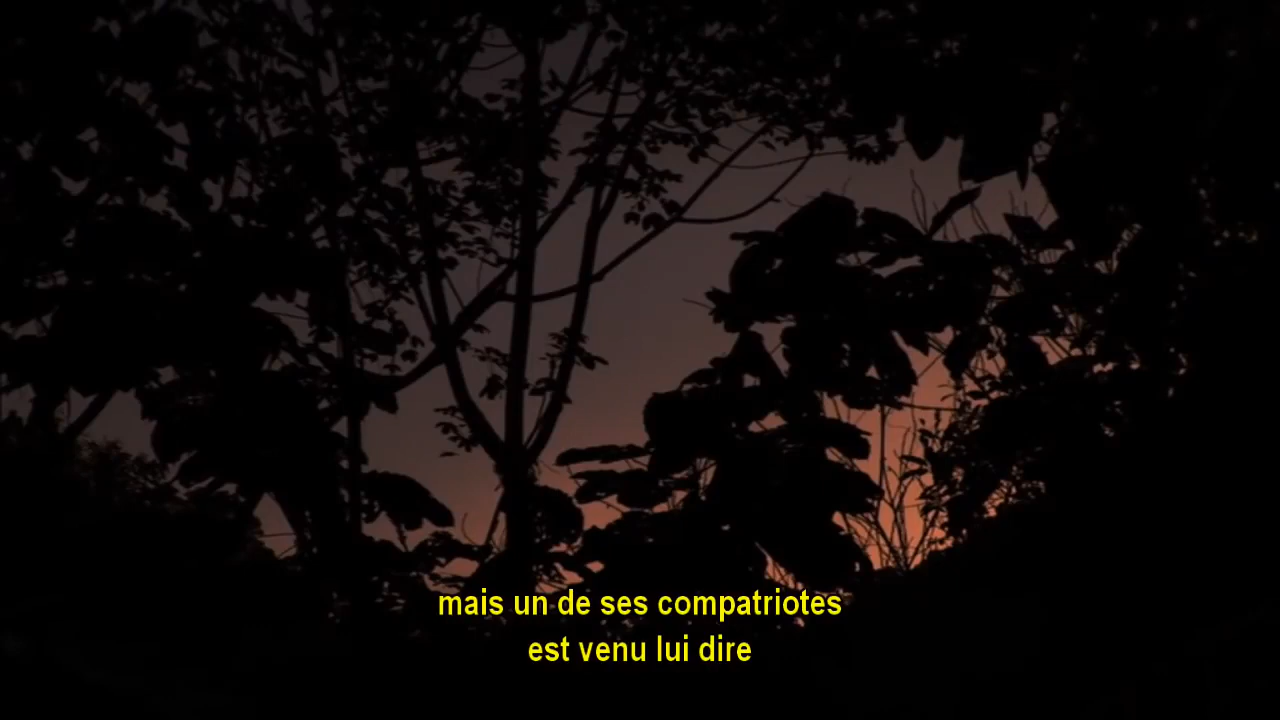 mais un de ses compatriotes
est venu lui dire